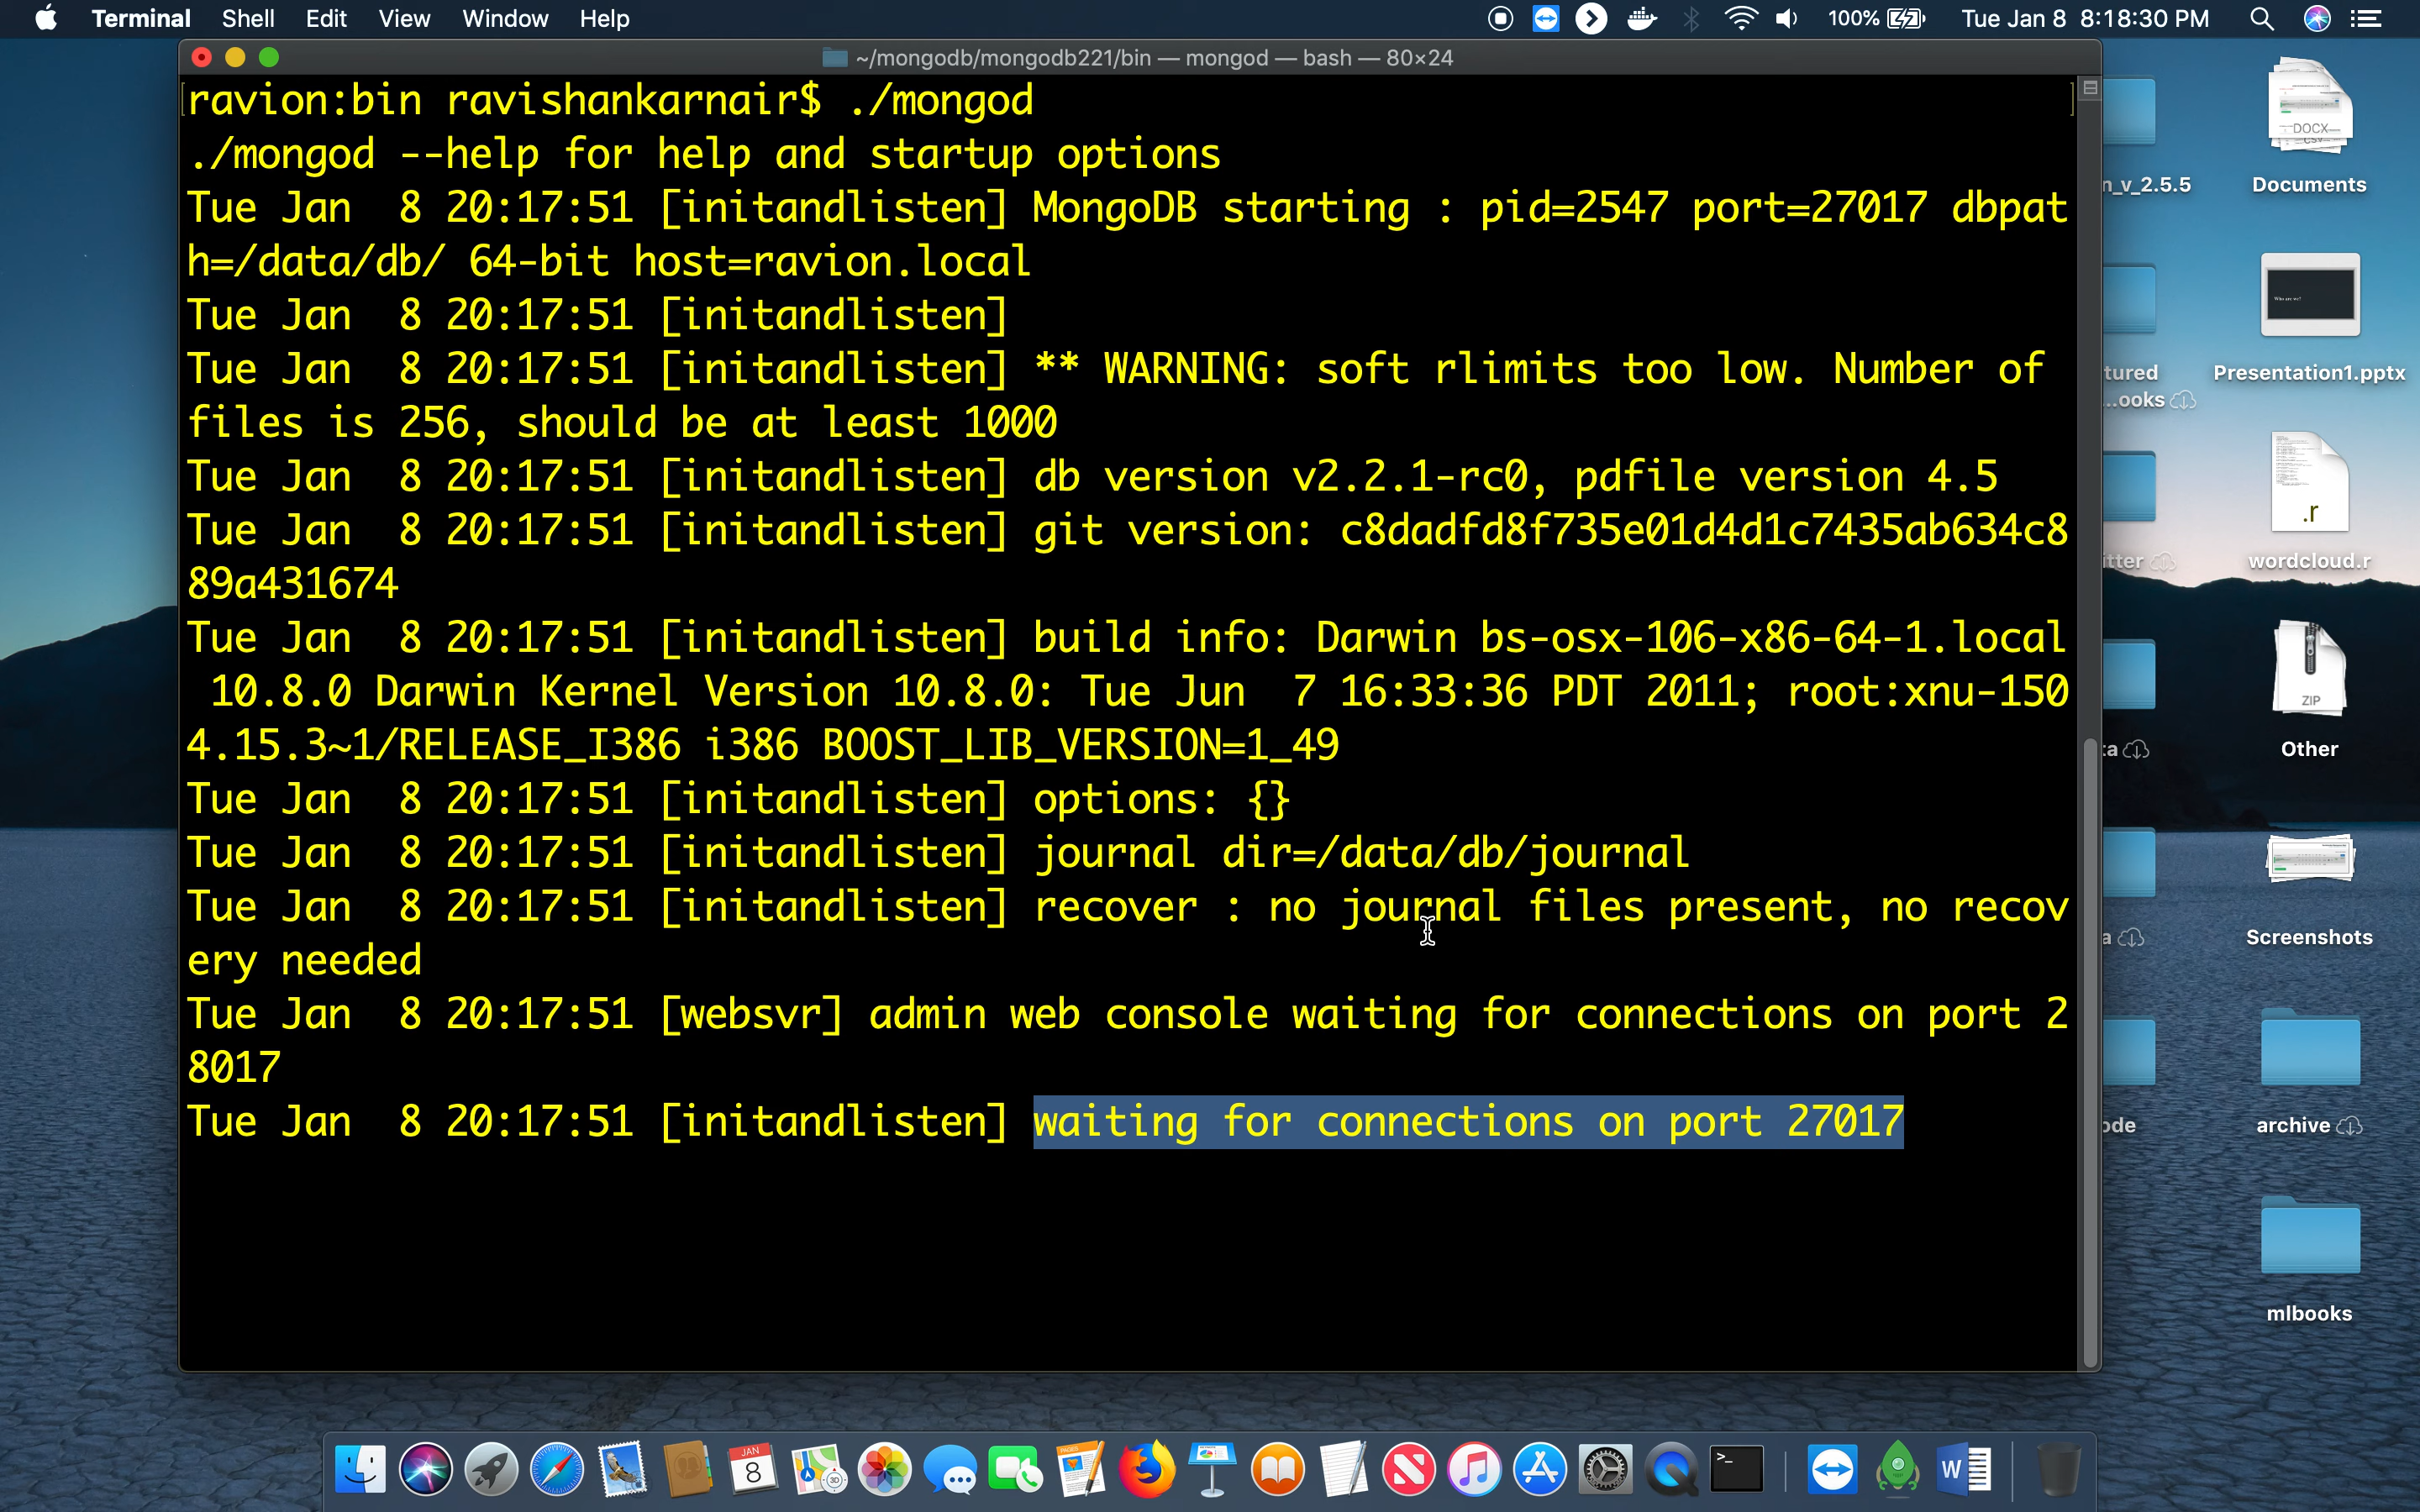 Terminal Shell Edit View Window Help 100% Tue Jan 8 8:18:30 PM
~/mongodb/mongodb221/bin — mongod — bash — 80×24
ravion:bin ravishankarnair$ ./mongod
./mongod --help for help and startup options
Tue Jan  8 20:17:51 [initandlisten] MongoDB starting : pid=2547 port=27017 dbpat
h=/data/db/ 64-bit host=ravion.local
Tue Jan  8 20:17:51 [initandlisten]
Tue Jan  8 20:17:51 [initandlisten] ** WARNING: soft rlimits too low. Number of
files is 256, should be at least 1000
Tue Jan  8 20:17:51 [initandlisten] db version v2.2.1-rc0, pdfile version 4.5
Tue Jan  8 20:17:51 [initandlisten] git version: c8dadfd8f735e01d4d1c7435ab634c8
89a431674
Tue Jan  8 20:17:51 [initandlisten] build info: Darwin bs-osx-106-x86-64-1.local
 10.8.0 Darwin Kernel Version 10.8.0: Tue Jun  7 16:33:36 PDT 2011; root:xnu-150
4.15.3~1/RELEASE_I386 i386 BOOST_LIB_VERSION=1_49
Tue Jan  8 20:17:51 [initandlisten] options: {}
Tue Jan  8 20:17:51 [initandlisten] journal dir=/data/db/journal
Tue Jan  8 20:17:51 [initandlisten] recover : no journal files present, no recov
ery needed
Tue Jan  8 20:17:51 [websvr] admin web console waiting for connections on port 2
8017
Tue Jan  8 20:17:51 [initandlisten] waiting for connections on port 27017
n_v_2.5.5
tured
...ooks
itter
ta
a
ode
DOCX
Documents
Presentation1.pptx
.r
wordcloud.r
ZIP
Other
Screenshots
archive
mlbooks
JAN
8
3D
PAGES
>_
W